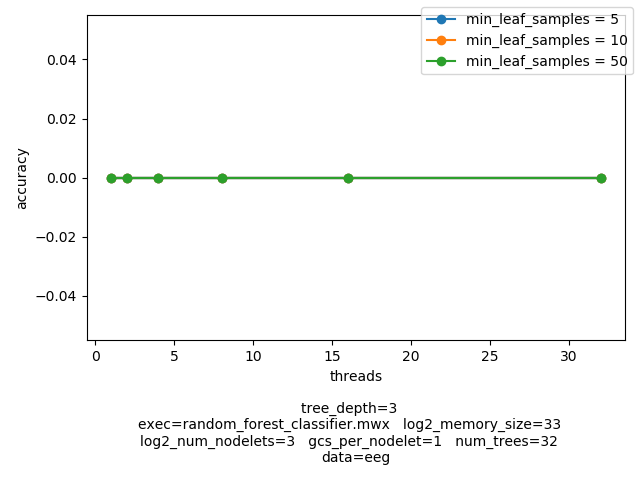 min_leaf_samples = 5
min_leaf_samples = 10
min_leaf_samples = 50
0.04
0.02
0.00
−0.02
−0.04
accuracy
0 5 10 15 20 25 30
threads
tree_depth=3
exec=random_forest_classifier.mwx log2_memory_size=33
log2_num_nodelets=3 gcs_per_nodelet=1 num_trees=32
data=eeg